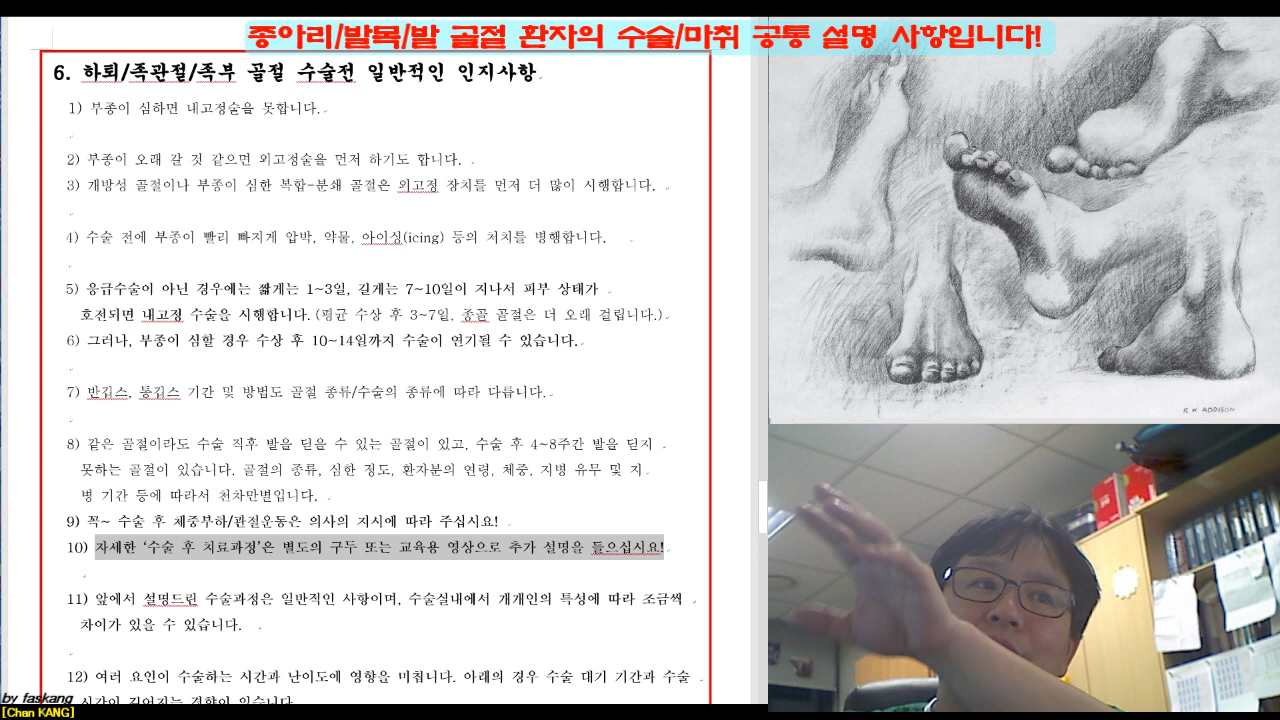 종아리/발목/발 골절 환자의 수술/마취 공통 설명 사항입니다!
6. 하퇴/족관절/족부 골절 수술전 일반적인 인지사항
1) 부종이 심하면 내고정술을 못합니다.
2) 부종이 오래 갈 것 같으면 외고정술을 먼저 하기도 합니다.
3) 개방성 골절이나 부종이 심한 복합-분쇄 골절은 외고정 장치를 먼저 더 많이 시행합니다.
4) 수술 전에 부종이 빨리 빠지게 압박, 약물, 아이싱(icing) 등의 처치를 병행합니다.
5) 응급수술이 아닌 경우에는 짧게는 1~3일, 길게는 7~10일이 지나서 피부 상태가
호전되면 내고정 수술을 시행합니다. (평균 수상 후 3~7일, 종골 골절은 더 오래 걸립니다.)
6) 그러나, 부종이 심할 경우 수상 후 10~14일까지 수술이 연기될 수 있습니다.
7) 반깁스, 통깁스 기간 및 방법도 골절 종류/수술의 종류에 따라 다릅니다.
8) 같은 골절이라도 수술 직후 발을 딛을 수 있는 골절이 있고, 수술 후 4~8주간 발을 딛지
못하는 골절이 있습니다. 골절의 종류, 심한 정도, 환자분의 연령, 체중, 지병 유무 및 지
병 기간 등에 따라서 천차만별입니다.
9) 꼭~ 수술 후 체중부하/관절운동은 의사의 지시에 따라 주십시요!
10) 자세한 ‘수술 후 치료과정’은 별도의 구두 또는 교육용 영상으로 추가 설명을 들으십시요!
11) 앞에서 설명드린 수술과정은 일반적인 사항이며, 수술실내에서 개개인의 특성에 따라 조금씩
차이가 있을 수 있습니다.
12) 여러 요인이 수술하는 시간과 난이도에 영향을 미칩니다. 아래의 경우 수술 대기 기간과 수술
시간이 길어지는 경향이 있습니다.
by faskang
[Chan KANG]
R W ADDISON